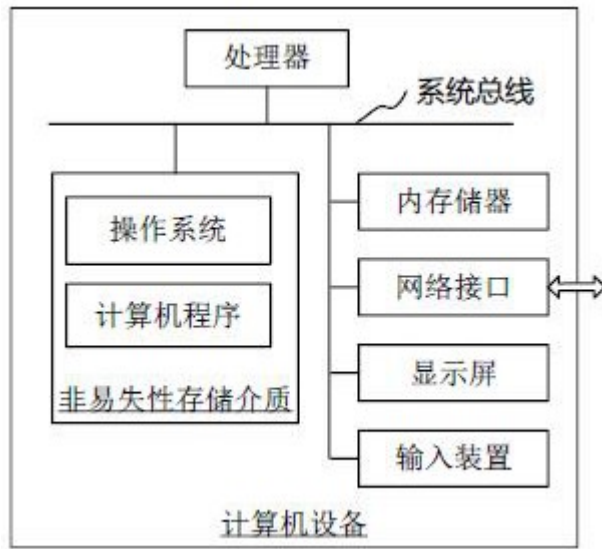 处理器
系统总线
操作系统
计算机程序
非易失性存储介质
内存储器
网络接口
显示屏
输入装置
计算机设备